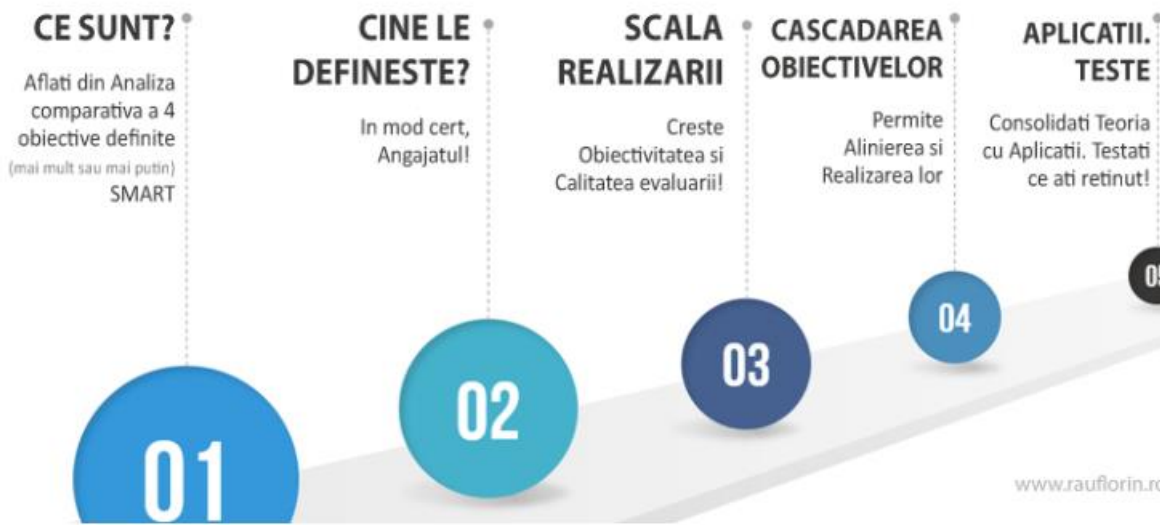 CE SUNT?
Aflati din Analiza
comparativa a 4
obiective definite
(mai mult sau mai putin)
SMART
01
CINE LE
DEFINESTE?
In mod cert,
Angajatul!
02
SCALA
REALIZARII
Creste
Obiectivitatea si
Calitatea evaluarii!
03
CASCADAREA
OBIECTIVELOR
Permite
Alinierea si
Realizarea lor
04
APLICATII.
TESTE
Consolidati Teoria
cu Aplicatii. Testati
ce ati retinut!
www.rauflorin.ro